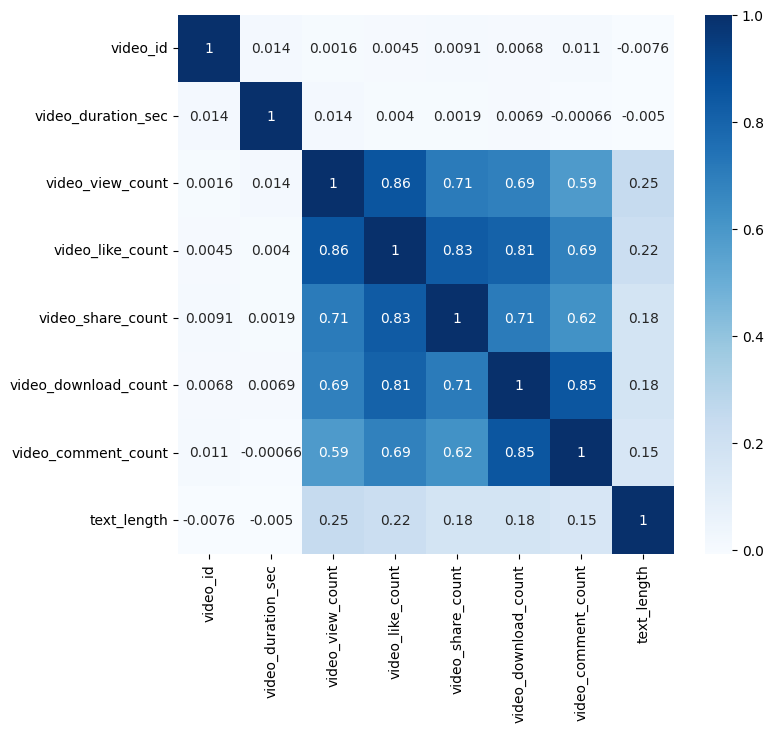 video_id 1 0.014 0.0016 0.0045 0.0091 0.0068 0.011 -0.0076
video_duration_sec 0.014 1 0.014 0.004 0.0019 0.0069 -0.00066 -0.005
video_view_count 0.0016 0.014 1 0.86 0.71 0.69 0.59 0.25
video_like_count 0.0045 0.004 0.86 1 0.83 0.81 0.69 0.22
video_share_count 0.0091 0.0019 0.71 0.83 1 0.71 0.62 0.18
video_download_count 0.0068 0.0069 0.69 0.81 0.71 1 0.85 0.18
video_comment_count 0.011 -0.00066 0.59 0.69 0.62 0.85 1 0.15
text_length -0.0076 -0.005 0.25 0.22 0.18 0.18 0.15 1
video_id
video_duration_sec
video_view_count
video_like_count
video_share_count
video_download_count
video_comment_count
text_length
1.0
0.8
0.6
0.4
0.2
0.0